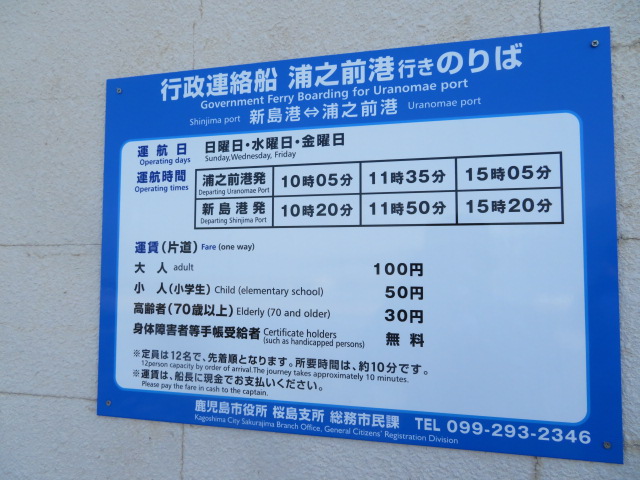 行政連絡船 浦之前港行きのりば
Government Ferry Boarding for Uranomae port
Shinjima port 新島港⇔浦之前港 Uranomae port
運航日 日曜日・水曜日・金曜日
Operating days Sunday,Wednesday, Friday
運航時間 浦之前港発 10時05分 11時35分 15時05分
Operating times Departing Uranomae Port
新島港発 10時20分 11時50分 15時20分
Departing Shinjima Port
運賃(片道) Fare (one way)
大 人 adult 100円
小 人(小学生) Child (elementary school) 50円
高齢者(70歳以上) Elderly (70 and older) 30円
身体障害者等手帳受給者 Certificate holders (such as handicapped persons) 無 料
※定員は12名で、先着順となります。所要時間は、約10分です。
12person capacity by order of arrival.The journey takes approximately 10 minutes.
※運賃は、船長に現金でお支払いください。
Please pay the fare in cash to the captain.
鹿児島市役所 桜島支所 総務市民課 TEL 099-293-2346
Kagoshima City Sakurajima Branch Office, General Citizens' Registration Division